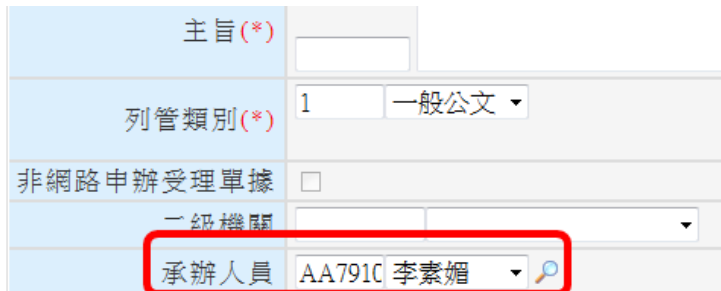 主旨(*)
列管類別(*) 1 一般公文
非網路申辦受理單據
二級機關
承辦人員 AA791C 李素媚